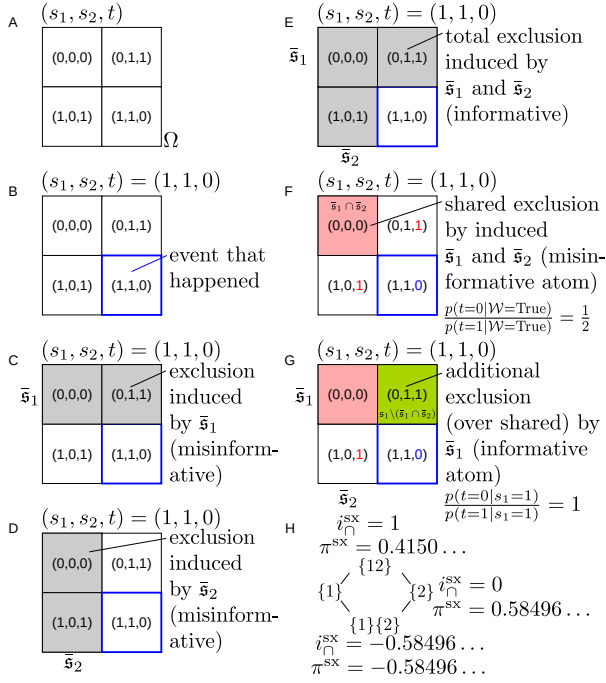 A
(s₁, s₂, t)
(0,0,0) (0,1,1)
(1,0,1) (1,1,0)
Ω
B
(s₁, s₂, t) = (1, 1, 0)
(0,0,0) (0,1,1)
(1,0,1) (1,1,0)
event that
happened
C
(s₁, s₂, t) = (1, 1, 0)
𝔰̄₁
(0,0,0) (0,1,1)
(1,0,1) (1,1,0)
exclusion
induced
by 𝔰̄₁
(misinform-
ative)
D
(s₁, s₂, t) = (1, 1, 0)
(0,0,0) (0,1,1)
(1,0,1) (1,1,0)
𝔰̄₂
exclusion
induced
by 𝔰̄₂
(misinform-
ative)
E
(s₁, s₂, t) = (1, 1, 0)
𝔰̄₁
(0,0,0) (0,1,1)
(1,0,1) (1,1,0)
𝔰̄₂
total exclusion
induced by
𝔰̄₁ and 𝔰̄₂
(informative)
F
(s₁, s₂, t) = (1, 1, 0)
𝔰̄₁ ∩ 𝔰̄₂
(0,0,0) (0,1,1)
(1,0,1) (1,1,0)
shared exclusion
by induced
𝔰̄₁ and 𝔰̄₂ (misin-
formative atom)
p(t=0|𝒲=True)/p(t=1|𝒲=True) = 1/2
G
(s₁, s₂, t) = (1, 1, 0)
𝔰̄₁
(0,0,0) (0,1,1)
𝔰₁\(𝔰̄₁ ∩ 𝔰̄₂)
(1,0,1) (1,1,0)
𝔰̄₂
additional
exclusion
(over shared) by
𝔰̄₁ (informative
atom)
p(t=0|s₁=1)/p(t=1|s₁=1) = 1
H
i∩ˢˣ = 1
πˢˣ = 0.4150 . . .
{12}
{1} {2}
{1}{2}
i∩ˢˣ = 0
πˢˣ = 0.58496 . . .
i∩ˢˣ = −0.58496 . . .
πˢˣ = −0.58496 . . .